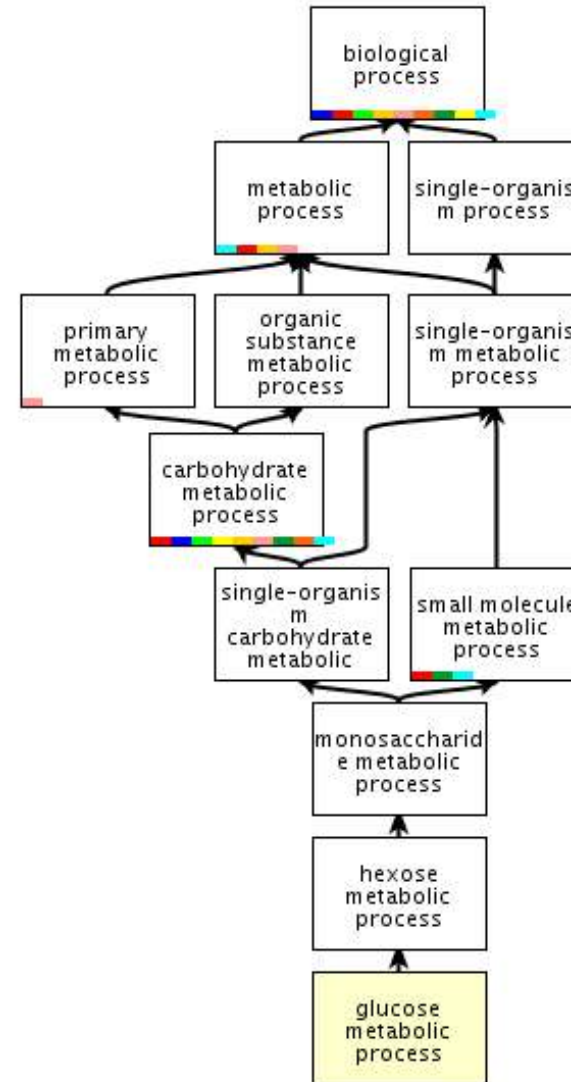 biological
process
metabolic
process
single-organis
m process
primary
metabolic
process
organic
substance
metabolic
process
single-organis
m metabolic
process
carbohydrate
metabolic
process
single-organis
m
carbohydrate
metabolic
small molecule
metabolic
process
monosaccharid
e metabolic
process
hexose
metabolic
process
glucose
metabolic
process